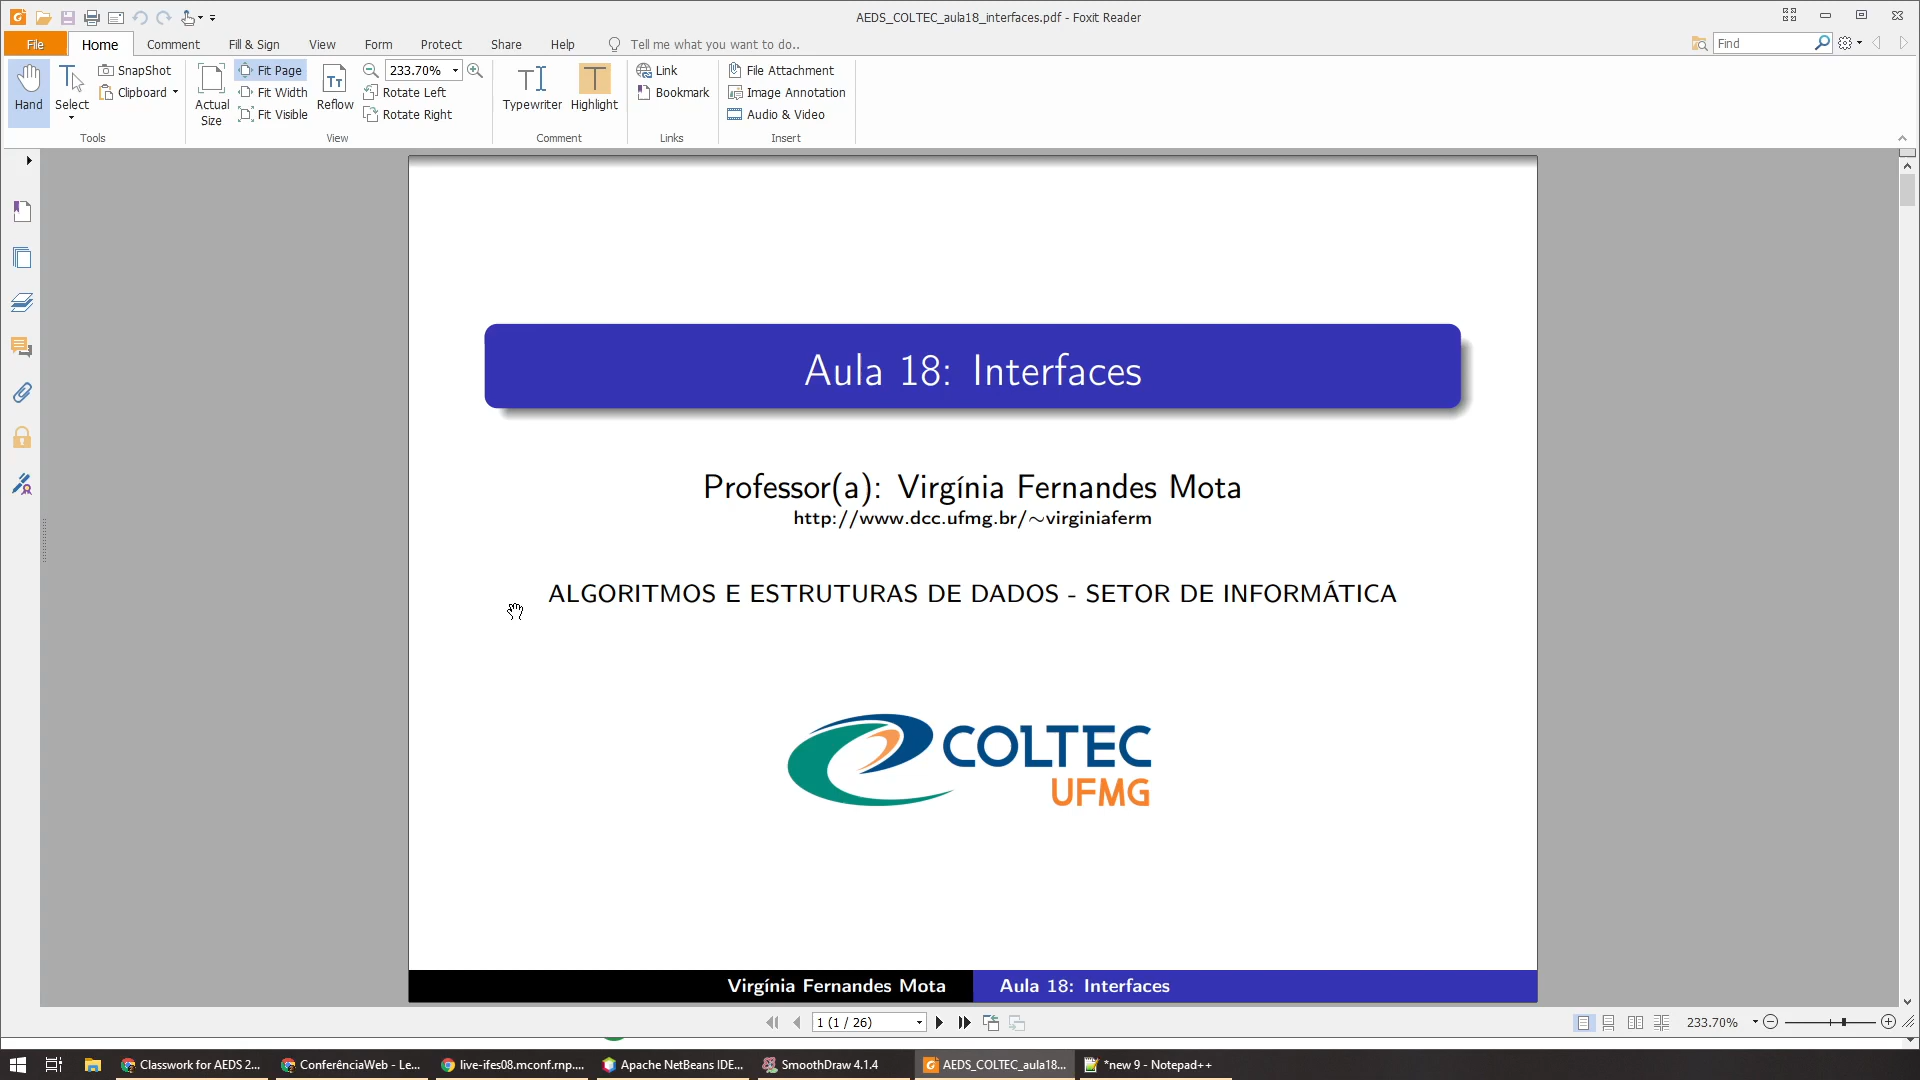 AEDS_COLTEC_aula18_interfaces.pdf - Foxit Reader
File Home Comment Fill & Sign View Form Protect Share Help Tell me what you want to do.. Find
Hand
Select
SnapShot
Clipboard
Tools
Actual
Size
Fit Page
Fit Width
Fit Visible
Reflow
233.70%
Rotate Left
Rotate Right
View
Typewriter
Highlight
Comment
Link
Bookmark
Links
File Attachment
Image Annotation
Audio & Video
Insert
Aula 18: Interfaces
Professor(a): Virgínia Fernandes Mota
http://www.dcc.ufmg.br/~virginiaferm
ALGORITMOS E ESTRUTURAS DE DADOS - SETOR DE INFORMÁTICA
COLTEC
UFMG
Virgínia Fernandes Mota Aula 18: Interfaces
1 (1 / 26) 233.70%
Classwork for AEDS 2... ConferênciaWeb - Le... live-ifes08.mconf.rnp.... Apache NetBeans IDE... SmoothDraw 4.1.4 AEDS_COLTEC_aula18... *new 9 - Notepad++